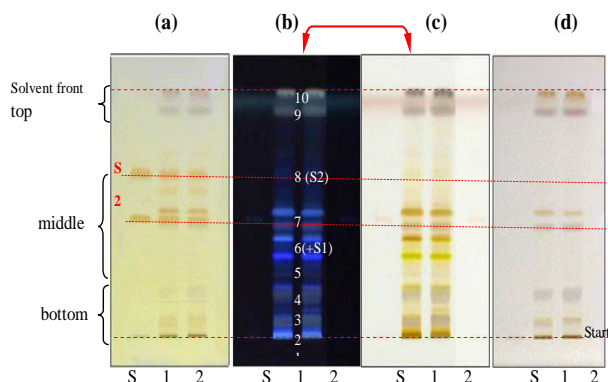 (a) (b) (c) (d)
Solvent front
top
S
2
middle
bottom
10
9
8 (S2)
7
6(+S1)
5
4
3
2
1
Start
S 1 2 S 1 2 S 1 2 S 1 2